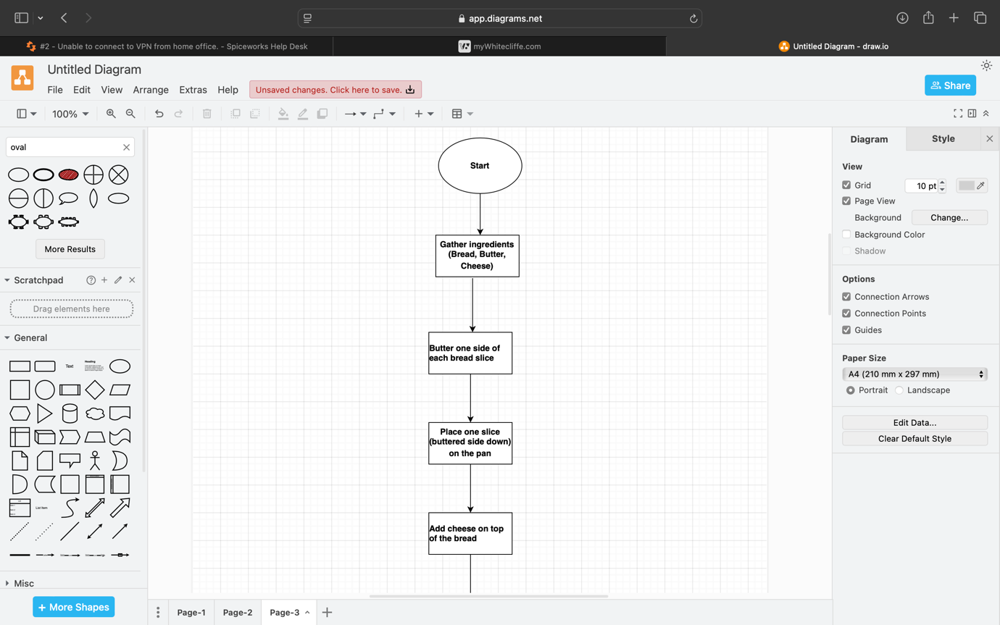 app.diagrams.net
#2 - Unable to connect to VPN from home office. - Spiceworks Help Desk
myWhitecliffe.com
Untitled Diagram - draw.io
Untitled Diagram
File Edit View Arrange Extras Help
Unsaved changes. Click here to save.
Share
100%
oval
More Results
Scratchpad
Drag elements here
General
Text
Heading
List Item
Misc
+ More Shapes
Start
Gather ingredients
(Bread, Butter,
Cheese)
Butter one side of
each bread slice
Place one slice
(buttered side down)
on the pan
Add cheese on top
of the bread
Page-1 Page-2 Page-3
Diagram Style
View
Grid 10 pt
Page View
Background Change...
Background Color
Shadow
Options
Connection Arrows
Connection Points
Guides
Paper Size
A4 (210 mm x 297 mm)
Portrait Landscape
Edit Data...
Clear Default Style